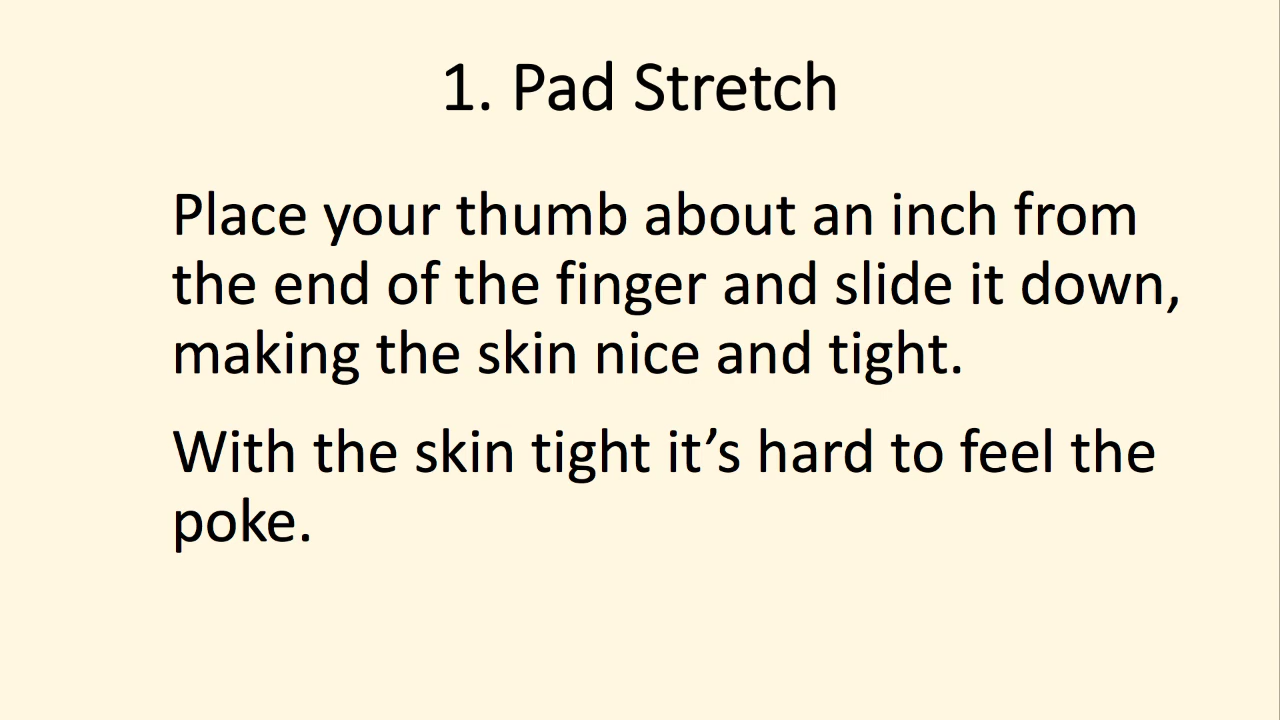 1. Pad Stretch
Place your thumb about an inch from
the end of the finger and slide it down,
making the skin nice and tight.
With the skin tight it’s hard to feel the
poke.